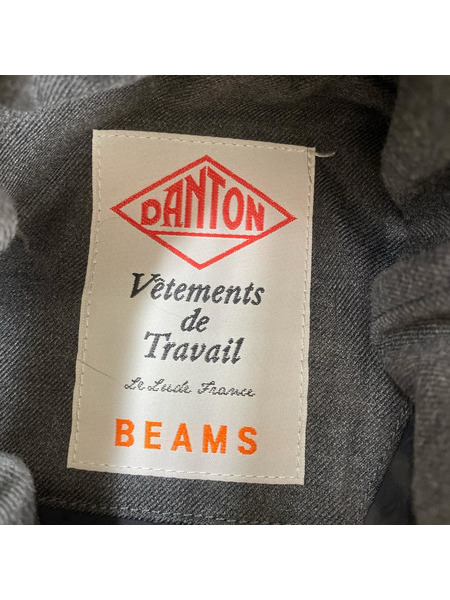 DANTON
Vêtements
de
Travail
Le Lude France
BEAMS